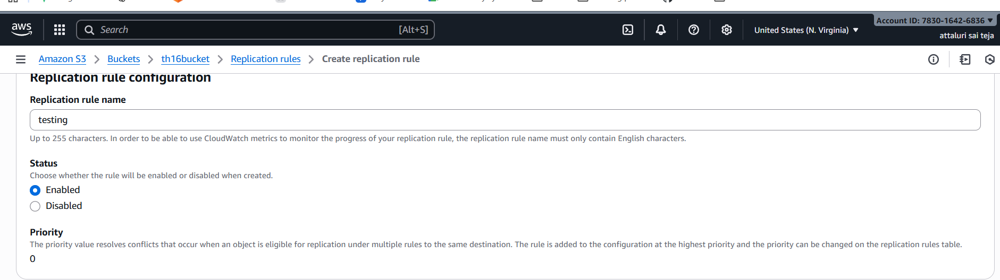 aws
Search
[Alt+S]
United States (N. Virginia)
Account ID: 7830-1642-6836
attaluri sai teja
Amazon S3
Buckets
th16bucket
Replication rules
Create replication rule
Replication rule configuration
Replication rule name
testing
Up to 255 characters. In order to be able to use CloudWatch metrics to monitor the progress of your replication rule, the replication rule name must only contain English characters.
Status
Choose whether the rule will be enabled or disabled when created.
Enabled
Disabled
Priority
The priority value resolves conflicts that occur when an object is eligible for replication under multiple rules to the same destination. The rule is added to the configuration at the highest priority and the priority can be changed on the replication rules table.
0